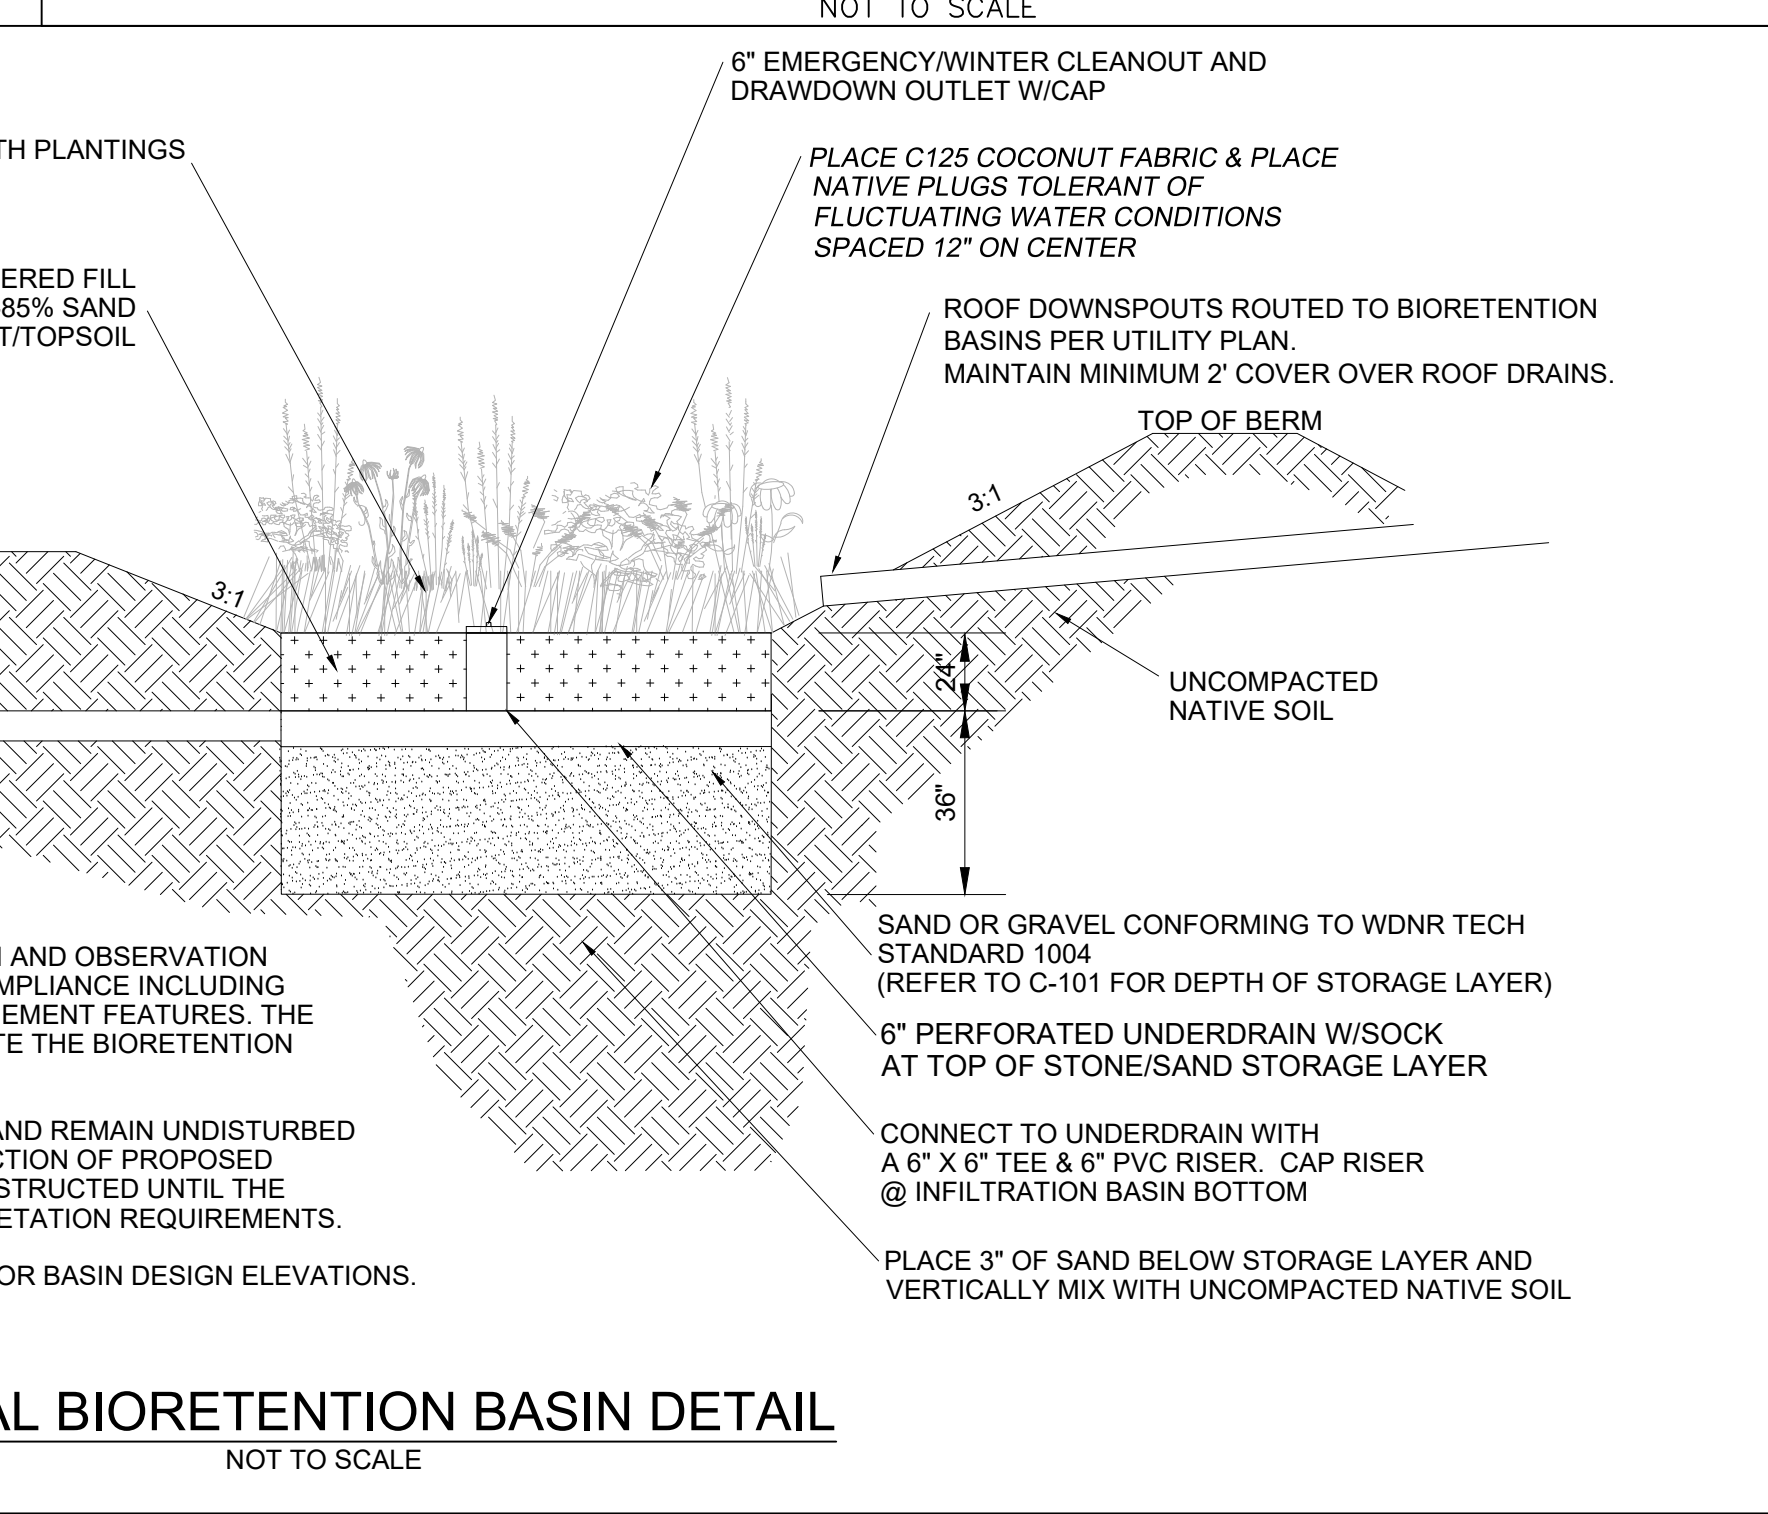 NOT TO SCALE
6" EMERGENCY/WINTER CLEANOUT AND
DRAWDOWN OUTLET W/CAP
TH PLANTINGS
PLACE C125 COCONUT FABRIC & PLACE
NATIVE PLUGS TOLERANT OF
FLUCTUATING WATER CONDITIONS
SPACED 12" ON CENTER
ERED FILL
85% SAND
T/TOPSOIL
ROOF DOWNSPOUTS ROUTED TO BIORETENTION
BASINS PER UTILITY PLAN.
MAINTAIN MINIMUM 2' COVER OVER ROOF DRAINS.
TOP OF BERM
3:1
3:1
24"
UNCOMPACTED
NATIVE SOIL
36"
SAND OR GRAVEL CONFORMING TO WDNR TECH
STANDARD 1004
(REFER TO C-101 FOR DEPTH OF STORAGE LAYER)
AND OBSERVATION
MPLIANCE INCLUDING
EMENT FEATURES. THE
TE THE BIORETENTION
6" PERFORATED UNDERDRAIN W/SOCK
AT TOP OF STONE/SAND STORAGE LAYER
AND REMAIN UNDISTURBED
CTION OF PROPOSED
STRUCTED UNTIL THE
ETATION REQUIREMENTS.
CONNECT TO UNDERDRAIN WITH
A 6" X 6" TEE & 6" PVC RISER. CAP RISER
@ INFILTRATION BASIN BOTTOM
OR BASIN DESIGN ELEVATIONS.
PLACE 3" OF SAND BELOW STORAGE LAYER AND
VERTICALLY MIX WITH UNCOMPACTED NATIVE SOIL
AL BIORETENTION BASIN DETAIL
NOT TO SCALE